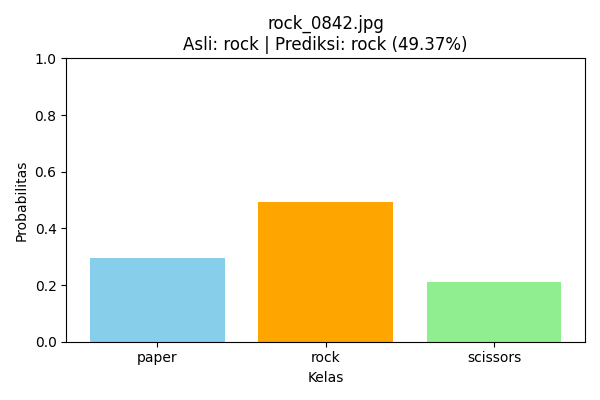 rock_0842.jpg
Asli: rock | Prediksi: rock (49.37%)
1.0
0.8
0.6
0.4
0.2
0.0
Probabilitas
paper rock scissors
Kelas